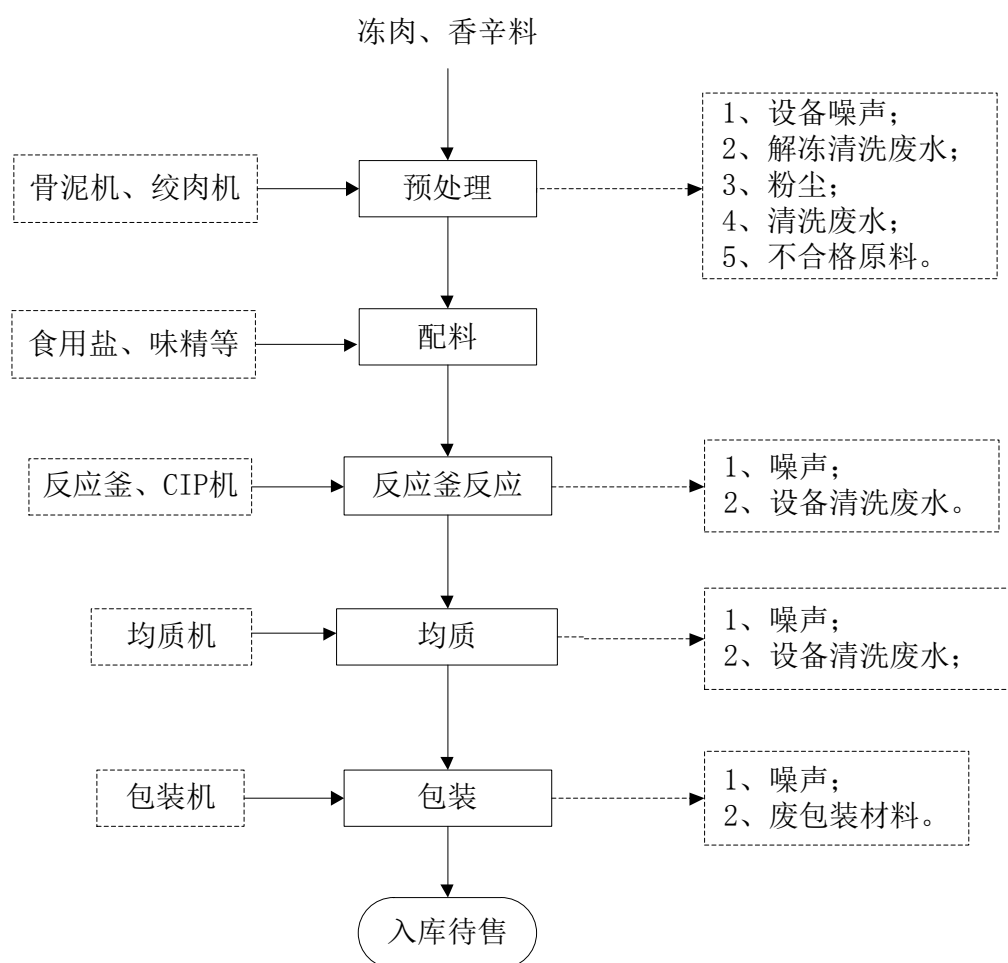 冻肉、香辛料
1、设备噪声；
2、解冻清洗废水；
3、粉尘；
4、清洗废水；
5、不合格原料。
骨泥机、绞肉机
预处理
食用盐、味精等
配料
反应釜、CIP机
反应釜反应
1、噪声；
2、设备清洗废水。
均质机
均质
1、噪声；
2、设备清洗废水；
包装机
包装
1、噪声；
2、废包装材料。
入库待售